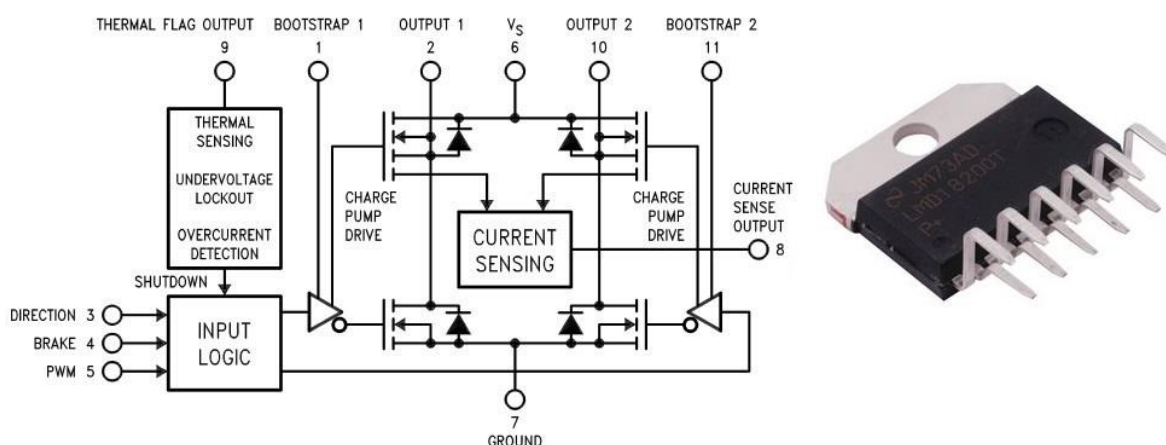 THERMAL FLAG OUTPUT
9
BOOTSTRAP 1
1
OUTPUT 1
2
VS
6
OUTPUT 2
10
BOOTSTRAP 2
11
THERMAL
SENSING
UNDERVOLTAGE
LOCKOUT
OVERCURRENT
DETECTION
SHUTDOWN
CHARGE
PUMP
DRIVE
CURRENT
SENSING
CHARGE
PUMP
DRIVE
CURRENT
SENSE
OUTPUT
8
DIRECTION 3
BRAKE 4
PWM 5
INPUT
LOGIC
7
GROUND
JM73AD
LMD18200T
P+